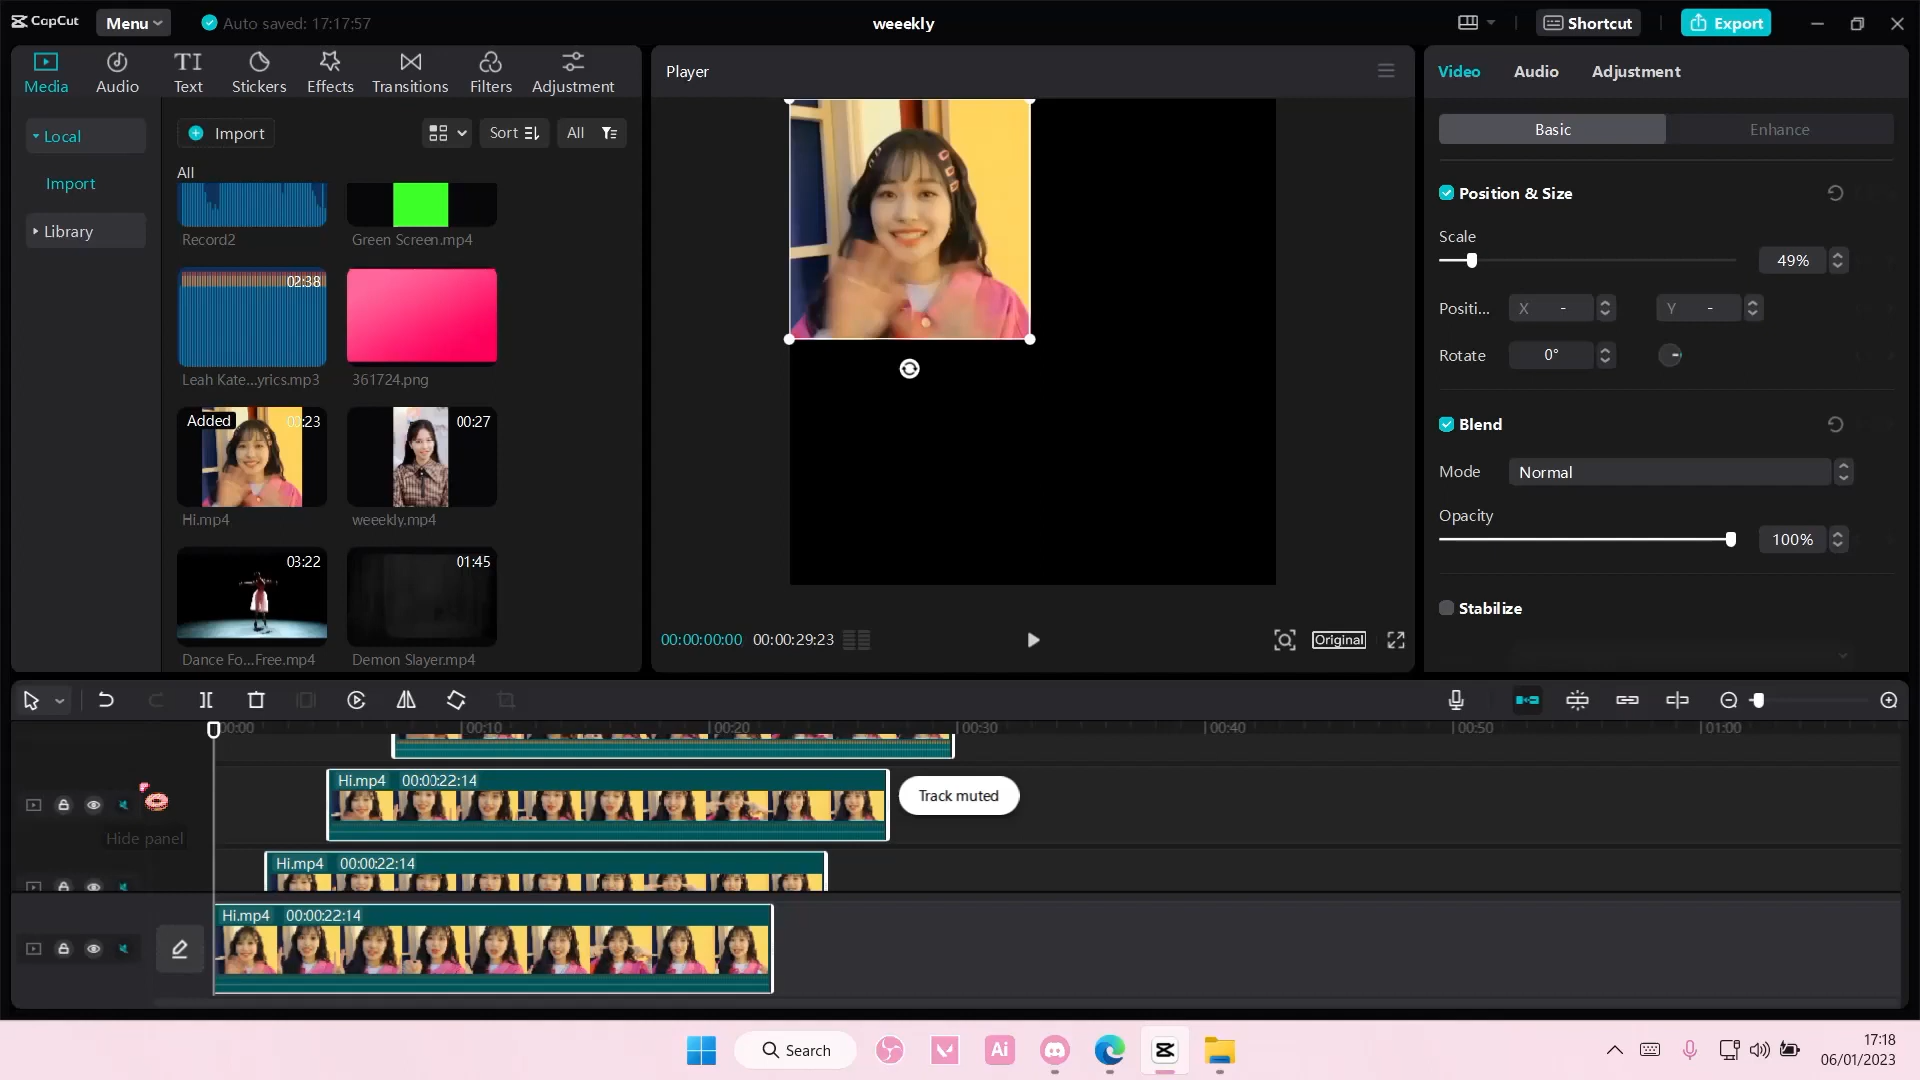 CapCut
Menu
Auto saved: 17:17:57
weeekly
Shortcut
Export
Media
Audio
Text
Stickers
Effects
Transitions
Filters
Adjustment
Local
Import
Library
Import
Sort
All
All
Record2
Green Screen.mp4
02:38
Leah Kate...yrics.mp3
361724.png
Added
00:23
Hi.mp4
00:27
weeekly.mp4
03:22
Dance Fo...Free.mp4
01:45
Demon Slayer.mp4
Player
00:00:00:00
00:00:29:23
Original
Video
Audio
Adjustment
Basic
Enhance
Position & Size
Scale
49%
Positi...
X -
Y -
Rotate
0°
Blend
Mode
Normal
Opacity
100%
Stabilize
00:00
00:10
00:20
00:30
00:40
00:50
01:00
Hi.mp4 00:00:22:14
Track muted
Hide panel
Hi.mp4 00:00:22:14
Hi.mp4 00:00:22:14
Search
Ai
17:18
06/01/2023